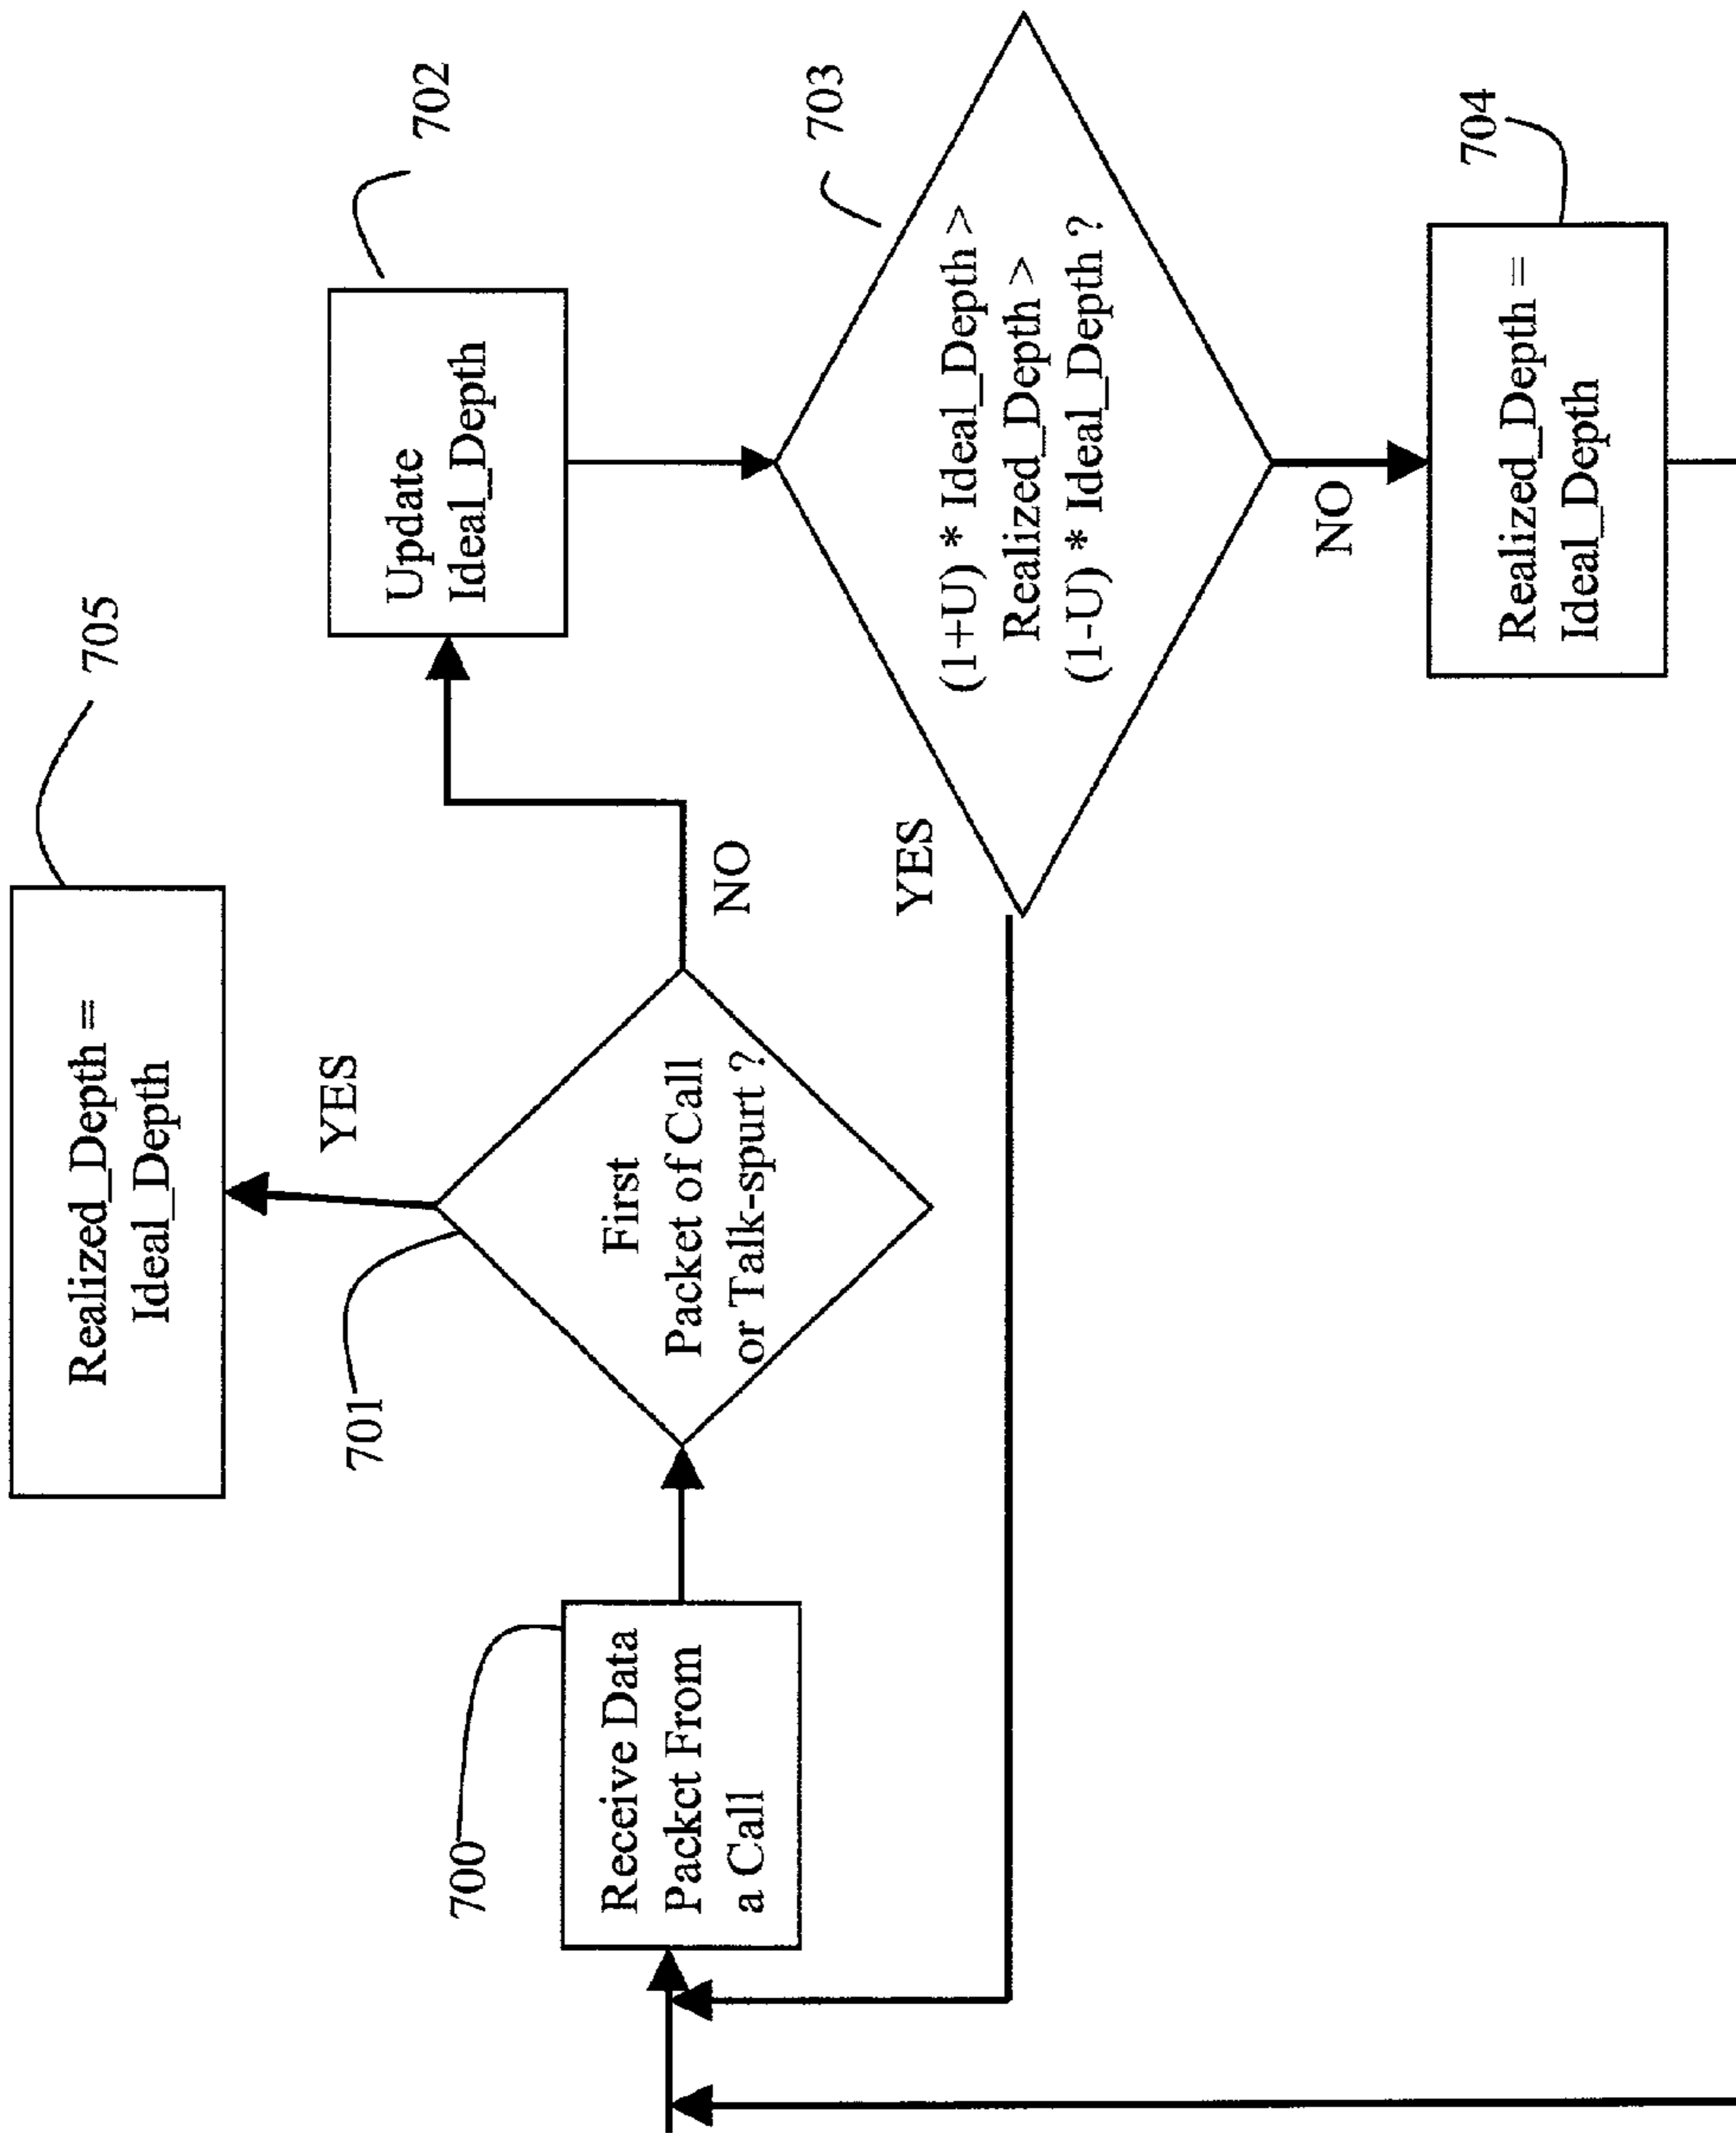 705
Realized_Depth =
Ideal_Depth
YES
702
Update
Ideal_Depth
701
First
Packet of Call
or Talk-spurt ?
NO
700
Receive Data
Packet From
a Call
703
(1+U) * Ideal_Depth >
Realized_Depth >
(1-U) * Ideal_Depth ?
YES
NO
704
Realized_Depth =
Ideal_Depth